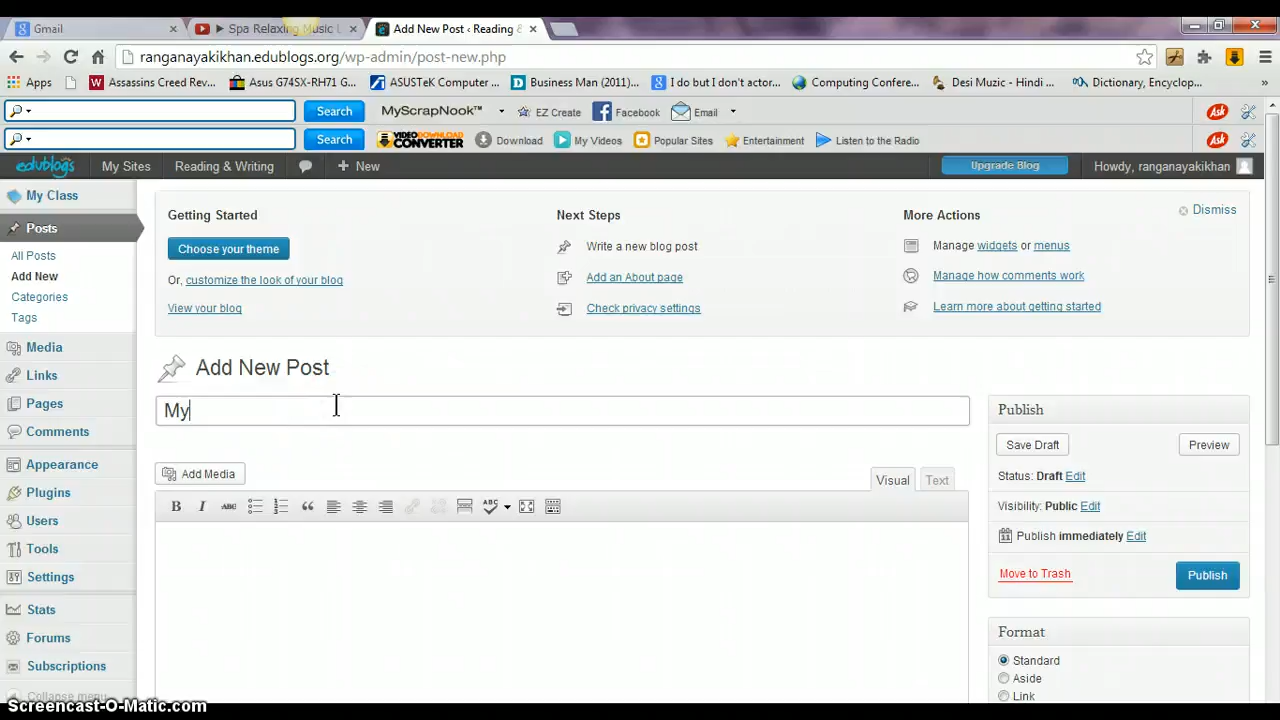 Gmail
Spa Relaxing Music
Add New Post ‹ Reading &
ranganayakikhan.edublogs.org/wp-admin/post-new.php
Apps Assassins Creed Rev... Asus G74SX-RH71 G... ASUSTeK Computer ... Business Man (2011)... I do but I don't actor... Computing Confere... Desi Muzic - Hindi ... Dictionary, Encyclop... »
Search MyScrapNook™ EZ Create Facebook Email Ask
Search VIDEO DOWNLOAD CONVERTER Download My Videos Popular Sites Entertainment Listen to the Radio Ask
edublogs My Sites Reading & Writing + New Upgrade Blog Howdy, ranganayakikhan
My Class
Posts
All Posts
Add New
Categories
Tags
Media
Links
Pages
Comments
Appearance
Plugins
Users
Tools
Settings
Stats
Forums
Subscriptions
Collapse menu
Getting Started
Choose your theme
Or, customize the look of your blog
View your blog
Next Steps
Write a new blog post
Add an About page
Check privacy settings
More Actions
Manage widgets or menus
Manage how comments work
Learn more about getting started
Dismiss
Add New Post
My
Add Media
Visual Text
B I ABC “ ABC
Publish
Save Draft Preview
Status: Draft Edit
Visibility: Public Edit
Publish immediately Edit
Move to Trash Publish
Format
Standard
Aside
Link
Screencast-O-Matic.com